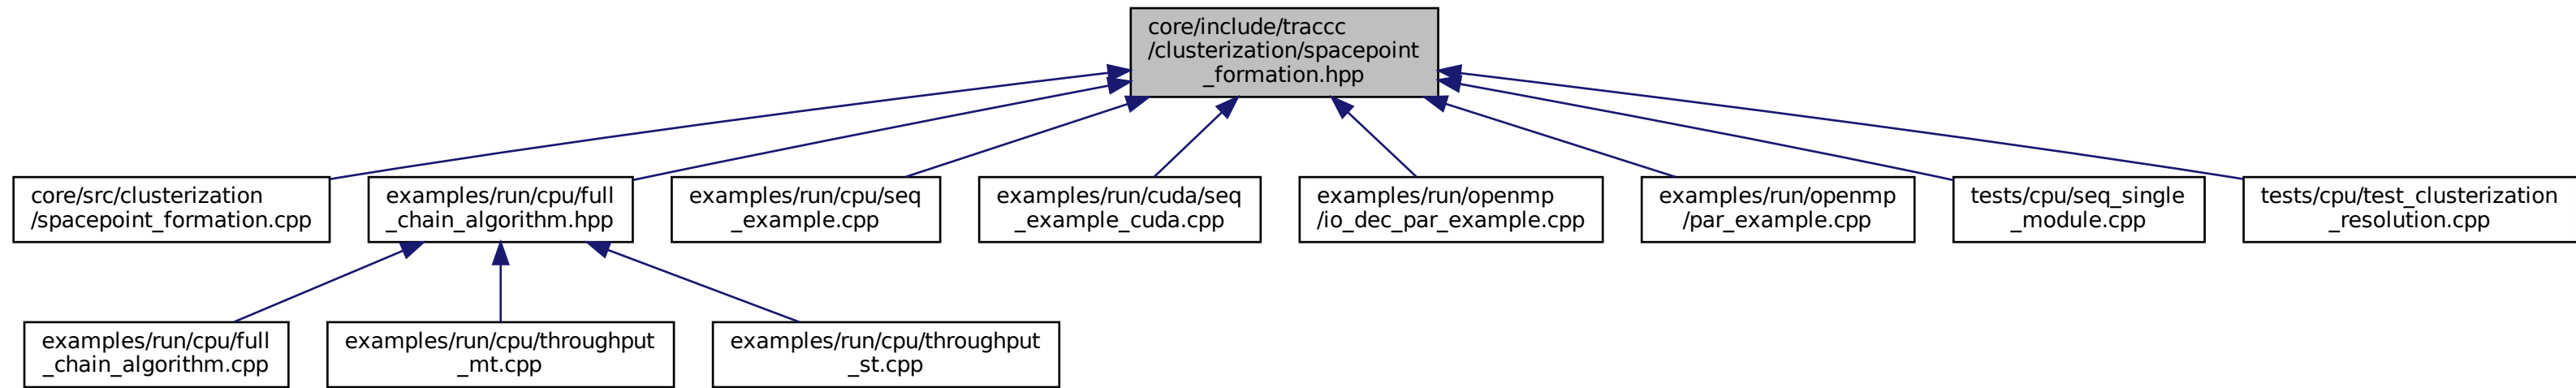 core/include/traccc
/clusterization/spacepoint
_formation.hpp
core/src/clusterization
/spacepoint_formation.cpp
examples/run/cpu/full
_chain_algorithm.hpp
examples/run/cpu/seq
_example.cpp
examples/run/cuda/seq
_example_cuda.cpp
examples/run/openmp
/io_dec_par_example.cpp
examples/run/openmp
/par_example.cpp
tests/cpu/seq_single
_module.cpp
tests/cpu/test_clusterization
_resolution.cpp
examples/run/cpu/full
_chain_algorithm.cpp
examples/run/cpu/throughput
_mt.cpp
examples/run/cpu/throughput
_st.cpp